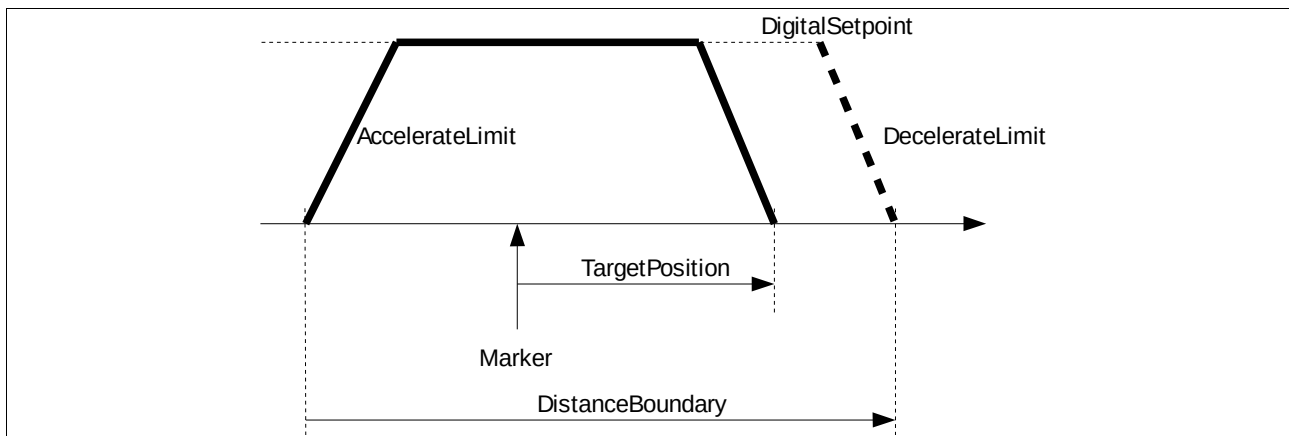 DigitalSetpoint
AccelerateLimit
DecelerateLimit
TargetPosition
Marker
DistanceBoundary